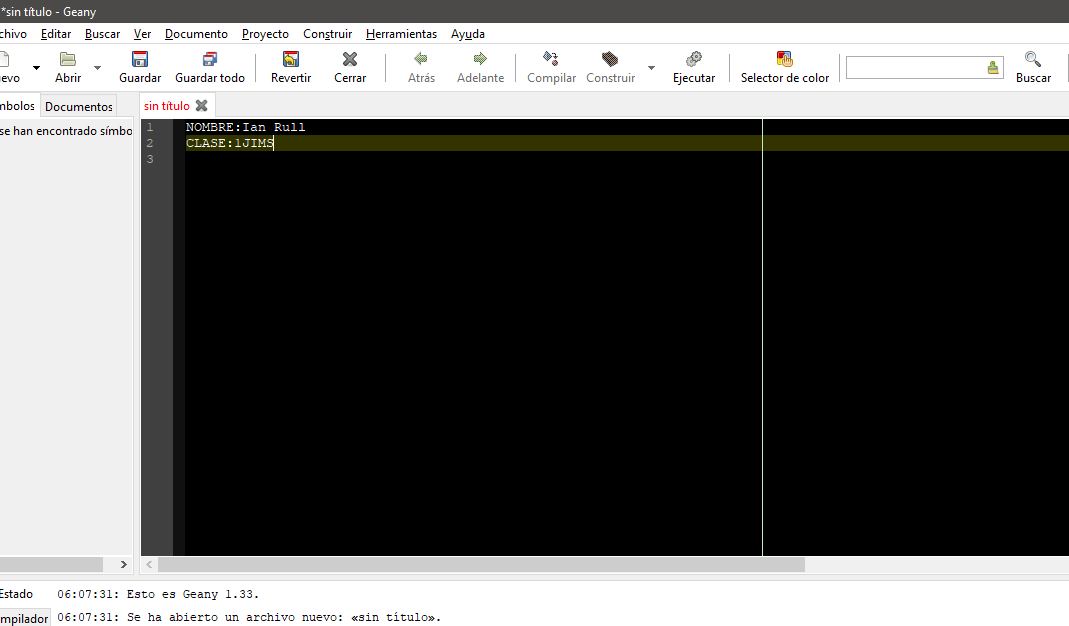 *sin título - Geany
chivo Editar Buscar Ver Documento Proyecto Construir Herramientas Ayuda
evo Abrir Guardar Guardar todo Revertir Cerrar Atrás Adelante Compilar Construir Ejecutar Selector de color Buscar
mbolos Documentos sin título
se han encontrado símbo
1 NOMBRE:Ian Rull
2 CLASE:1JIMS
3
Estado 06:07:31: Esto es Geany 1.33.
mpilador 06:07:31: Se ha abierto un archivo nuevo: «sin título».